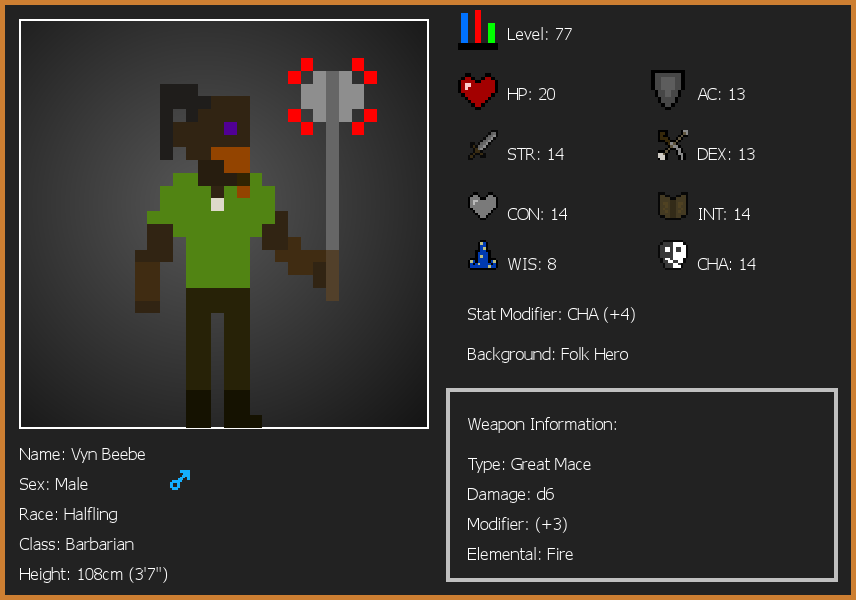 Level: 77
HP: 20
AC: 13
STR: 14
DEX: 13
CON: 14
INT: 14
WIS: 8
CHA: 14
Stat Modifier: CHA (+4)
Background: Folk Hero
Weapon Information:
Type: Great Mace
Damage: d6
Modifier: (+3)
Elemental: Fire
Name: Vyn Beebe
Sex: Male
Race: Halfling
Class: Barbarian
Height: 108cm (3'7")